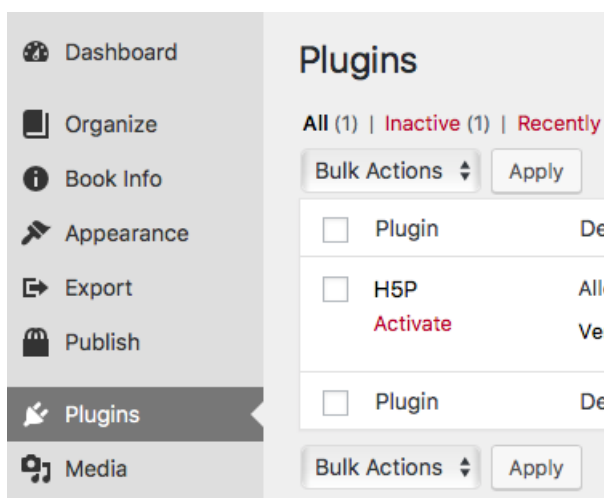 Dashboard
Organize
Book Info
Appearance
Export
Publish
Plugins
Media
Plugins
All (1) | Inactive (1) | Recently
Bulk Actions Apply
Plugin
H5P
Activate
Plugin
Bulk Actions Apply